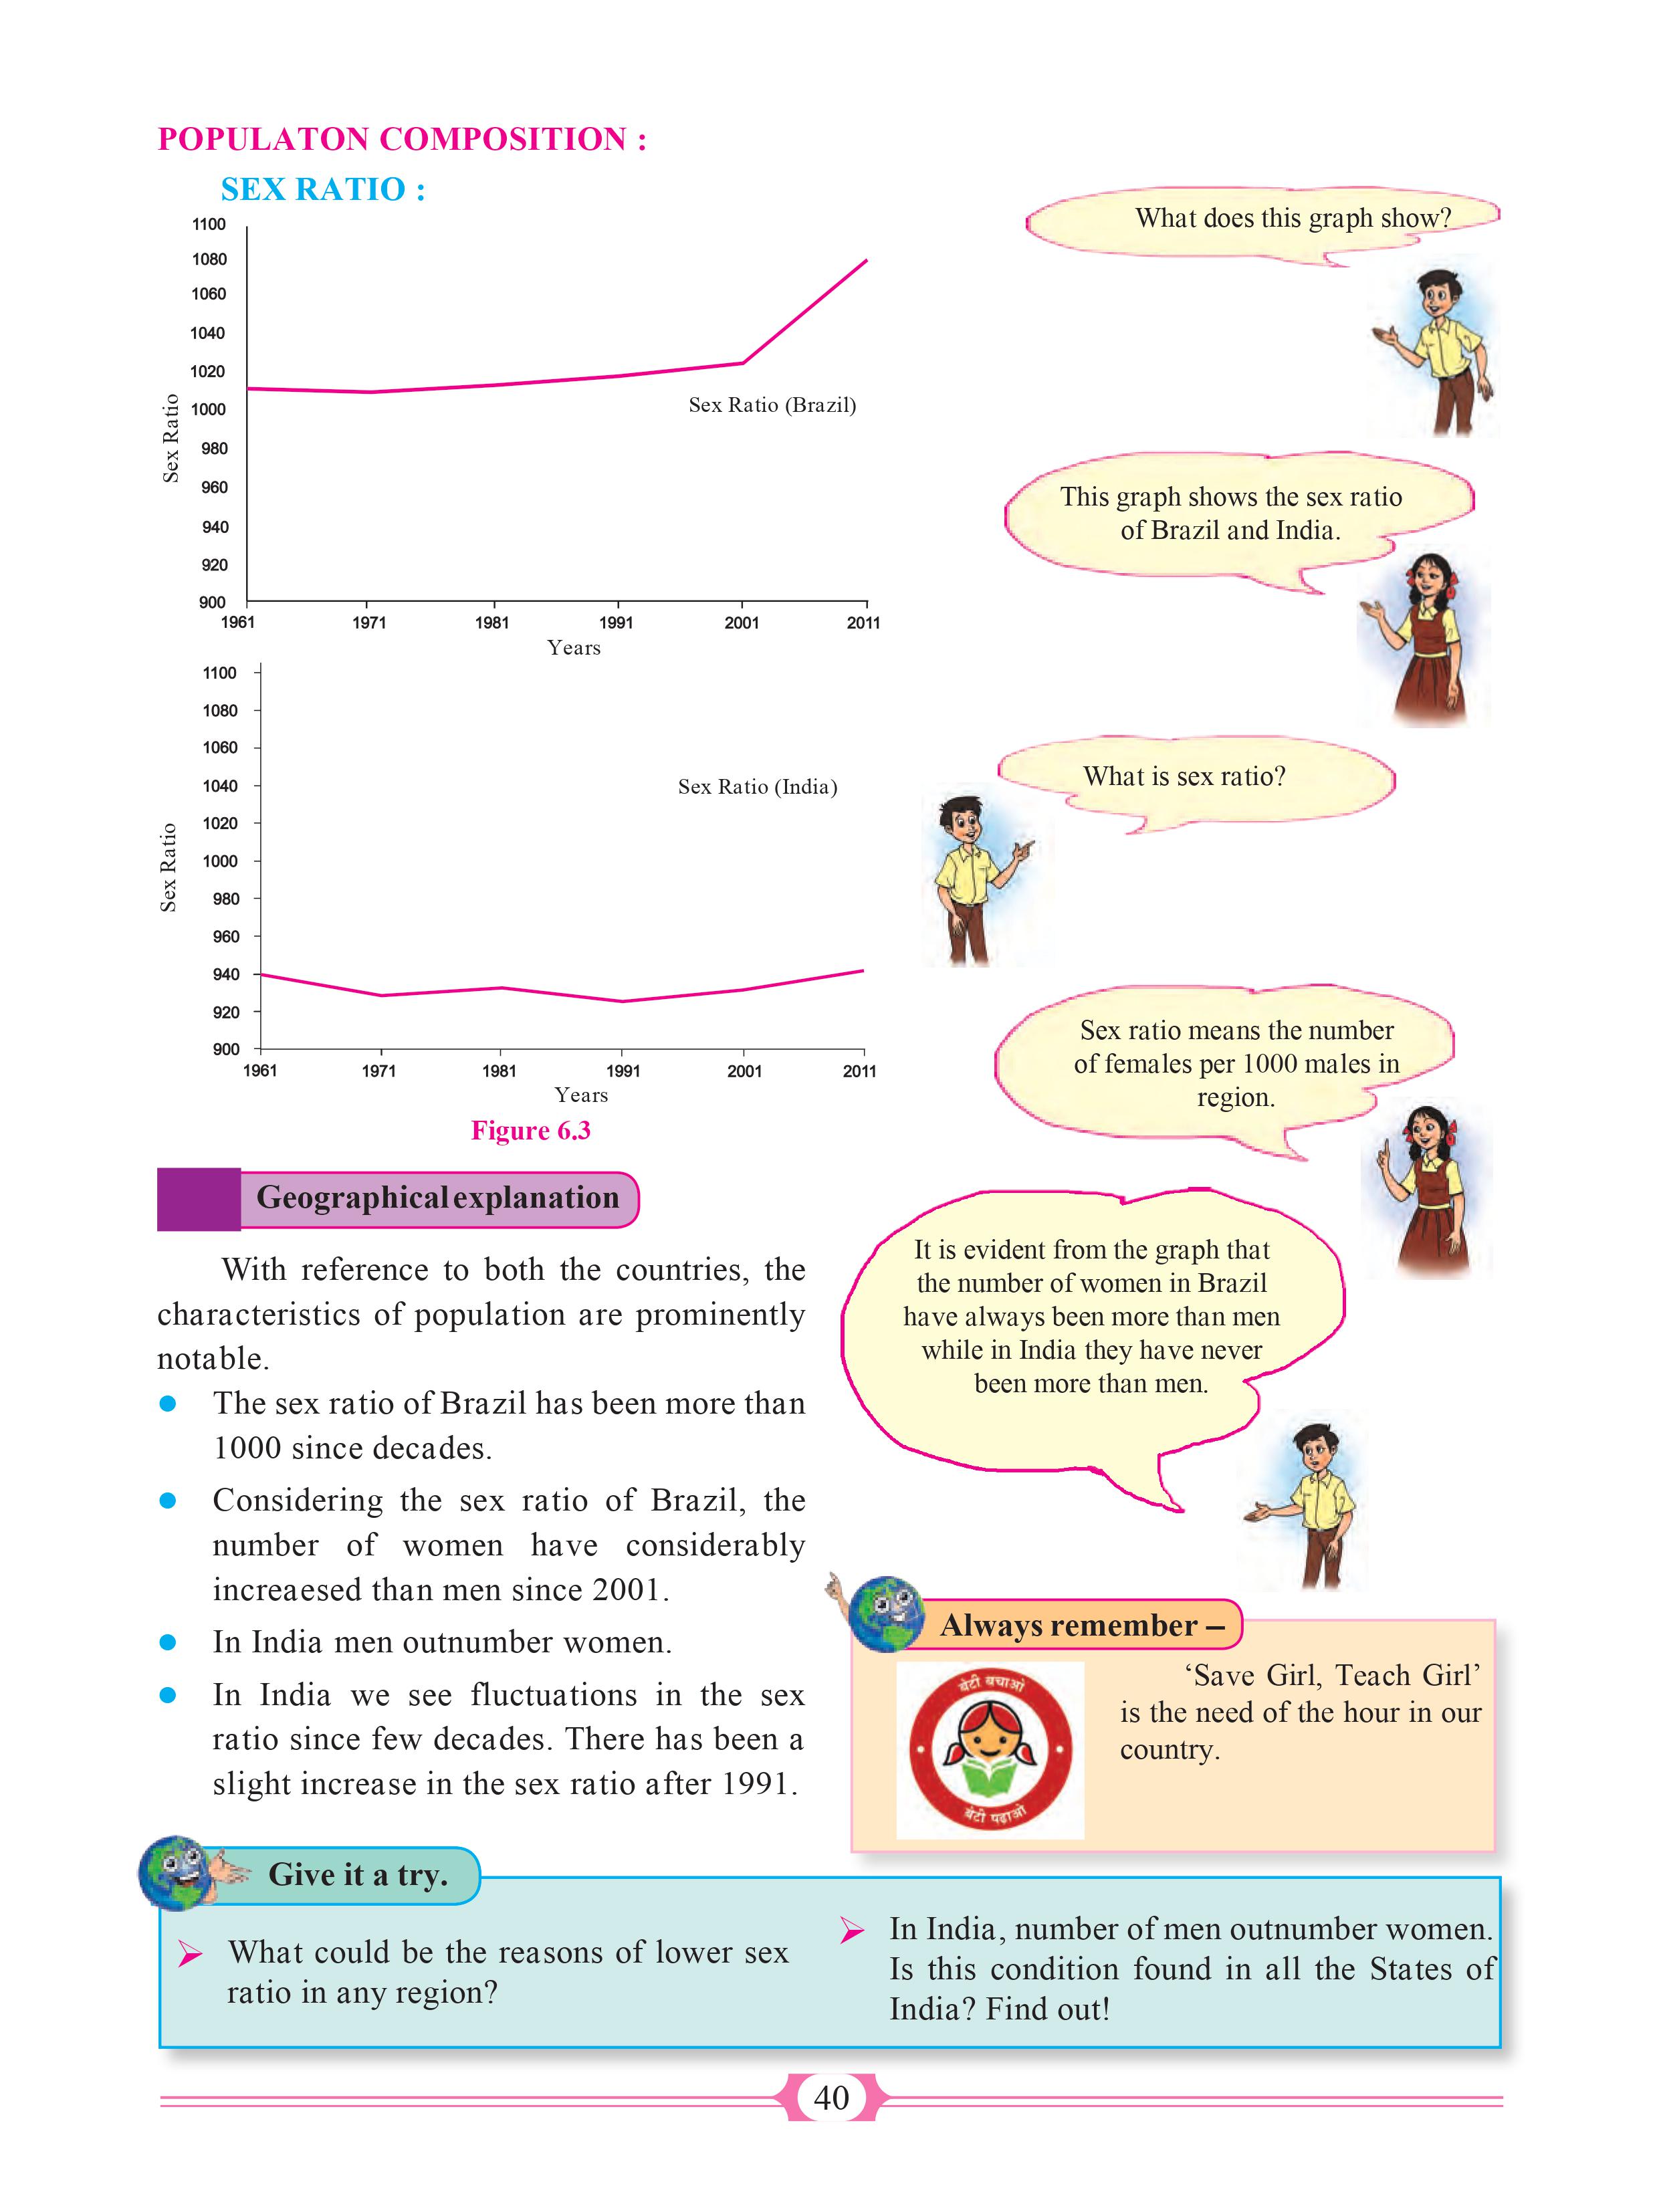 POPULATON COMPOSITION :
SEX RATIO :
1100
1080
1060
1040
1020
1000
980
960
940
920
900
Sex Ratio
Sex Ratio (Brazil)
1961 1971 1981 1991 2001 2011
Years
1100
1080
1060
1040
1020
1000
980
960
940
920
900
Sex Ratio
Sex Ratio (India)
1961 1971 1981 1991 2001 2011
Years
Figure 6.3
What does this graph show?
This graph shows the sex ratio
of Brazil and India.
What is sex ratio?
Sex ratio means the number
of females per 1000 males in
region.
It is evident from the graph that
the number of women in Brazil
have always been more than men
while in India they have never
been more than men.
Geographical explanation
With reference to both the countries, the
characteristics of population are prominently
notable.
● The sex ratio of Brazil has been more than
1000 since decades.
● Considering the sex ratio of Brazil, the
number of women have considerably
increaesed than men since 2001.
● In India men outnumber women.
● In India we see fluctuations in the sex
ratio since few decades. There has been a
slight increase in the sex ratio after 1991.
Always remember –
बेटी बचाओ
बेटी पढ़ाओ
‘Save Girl, Teach Girl’
is the need of the hour in our
country.
Give it a try.
➢ What could be the reasons of lower sex
ratio in any region?
➢ In India, number of men outnumber women.
Is this condition found in all the States of
India? Find out!
40